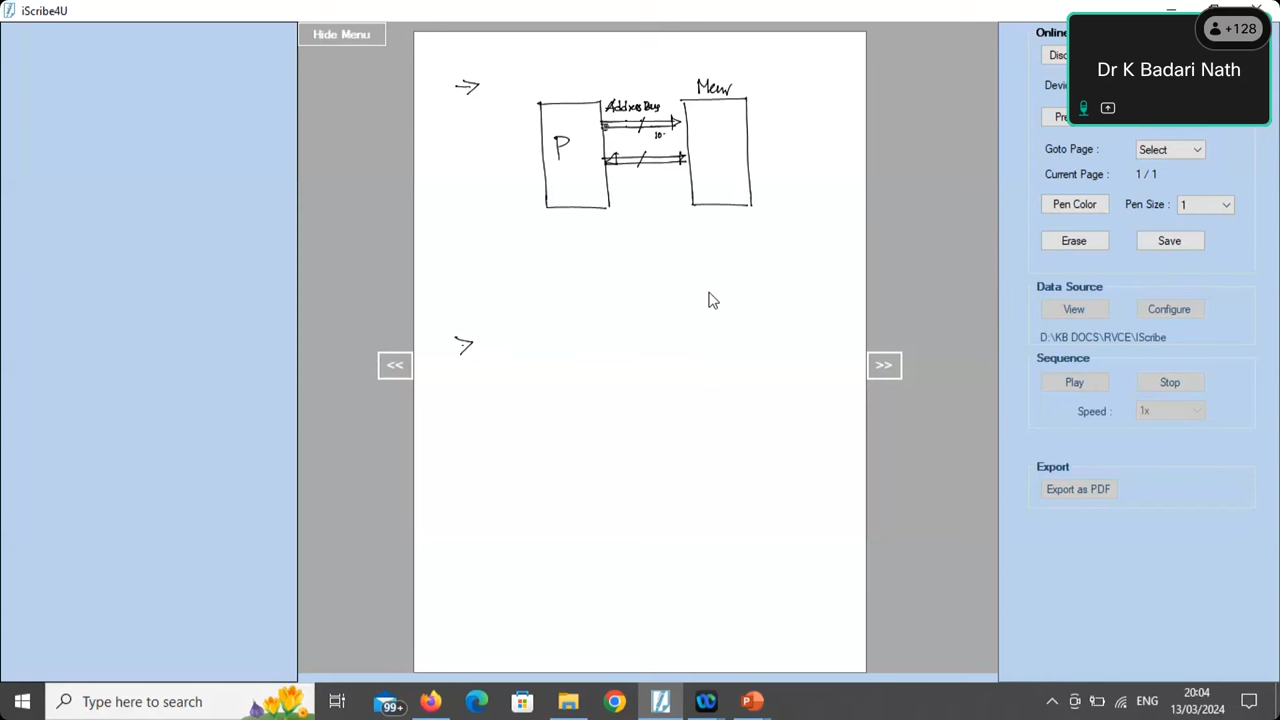 iScribe4U
Hide Menu
+128
Dr K Badari Nath
Onlin
Disc
Devic
Pre
Goto Page :
Select
Current Page :
1 / 1
Pen Color
Pen Size :
1
Erase
Save
Data Source
View
Configure
D:\KB DOCS\RVCE\IScribe
Sequence
Play
Stop
Speed :
1x
Export
Export as PDF
<<
>>
Mem
Address Bus
10
P
Type here to search
99+
ENG
20:04
13/03/2024